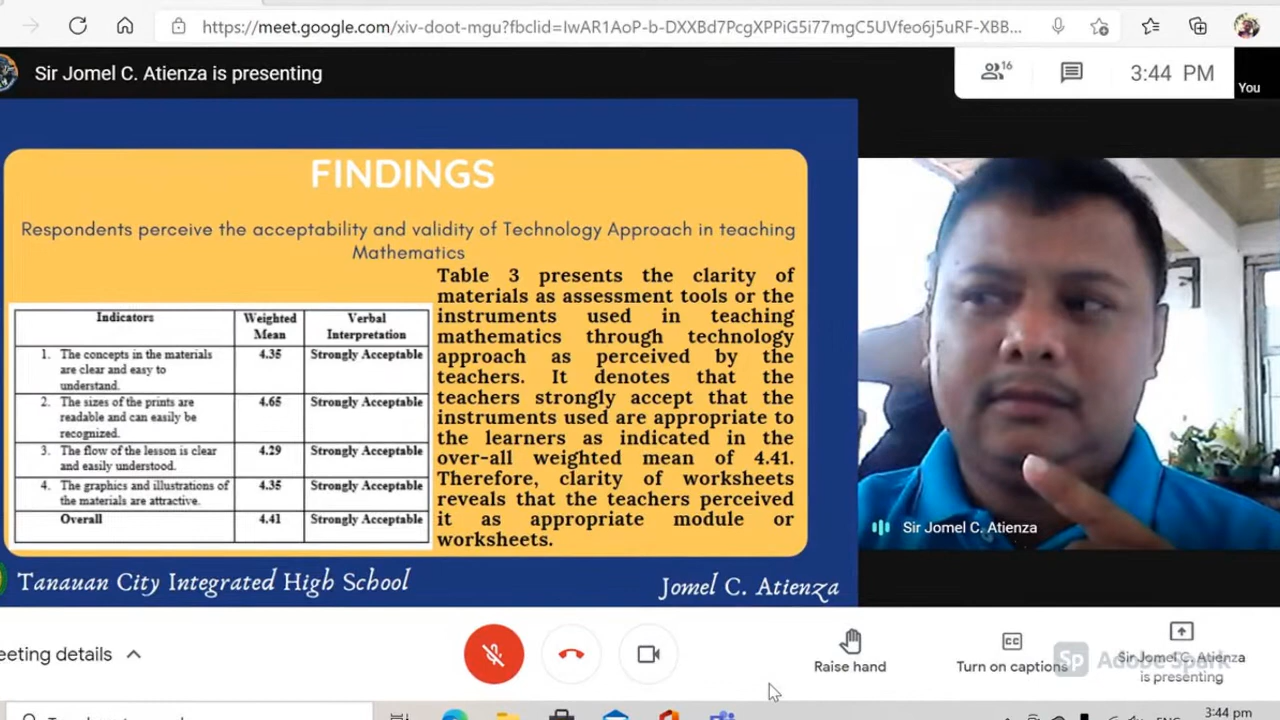 https://meet.google.com/xiv-doot-mgu?fbclid=IwAR1AoP-b-DXXBd7PcgXPPiG5i77mgC5UVfeo6j5uRF-XBB...
Sir Jomel C. Atienza is presenting
16
3:44 PM
You
FINDINGS
Respondents perceive the acceptability and validity of Technology Approach in teaching
Mathematics
Indicators Weighted Mean Verbal Interpretation
1. The concepts in the materials are clear and easy to understand. 4.35 Strongly Acceptable
2. The sizes of the prints are readable and can easily be recognized. 4.65 Strongly Acceptable
3. The flow of the lesson is clear and easily understood. 4.29 Strongly Acceptable
4. The graphics and illustrations of the materials are attractive. 4.35 Strongly Acceptable
Overall 4.41 Strongly Acceptable
Table 3 presents the clarity of
materials as assessment tools or the
instruments used in teaching
mathematics through technology
approach as perceived by the
teachers. It denotes that the
teachers strongly accept that the
instruments used are appropriate to
the learners as indicated in the
over-all weighted mean of 4.41.
Therefore, clarity of worksheets
reveals that the teachers perceived
it as appropriate module or
worksheets.
Tanauan City Integrated High School
Jomel C. Atienza
Sir Jomel C. Atienza
eeting details
Raise hand
Turn on captions
Sp Adobe Spark
Sir Jomel C. Atienza
is presenting
3:44 pm